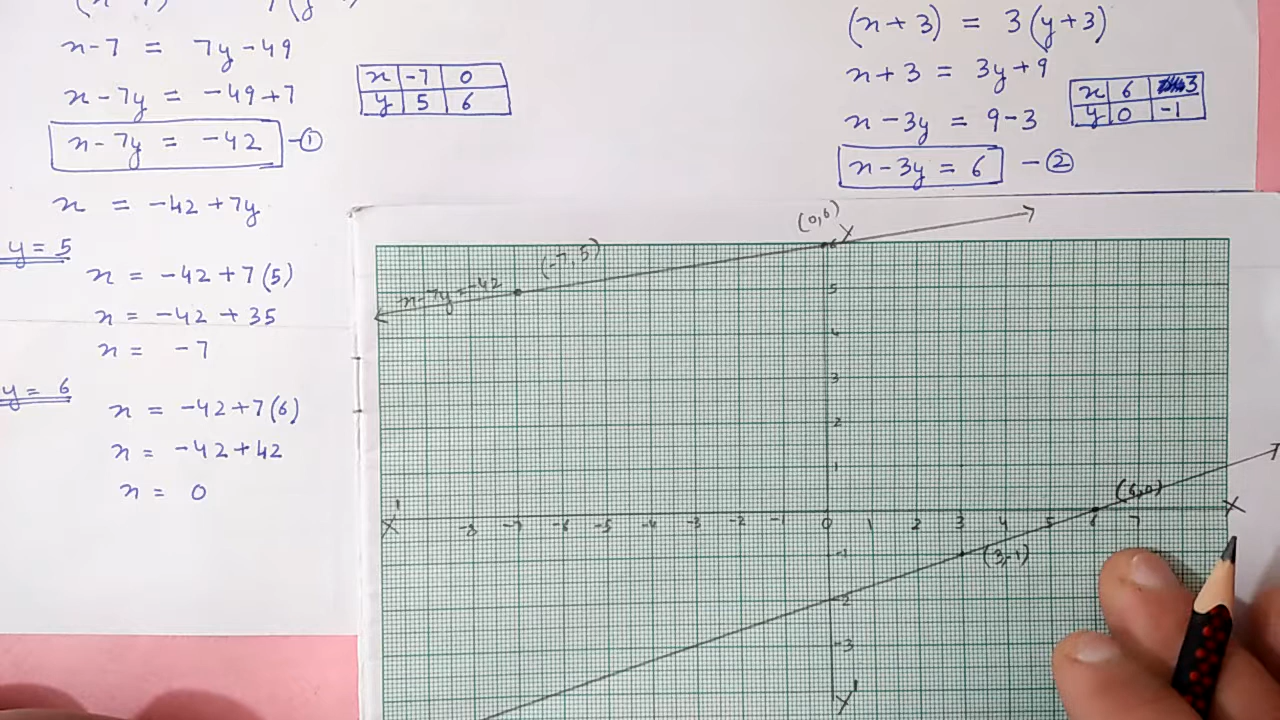 x-7 = 7y-49
x-7y = -49+7
x-7y = -42 -①
x = -42+7y
y = 5
x = -42+7(5)
x = -42+35
x = -7
y = 6
x = -42+7(6)
x = -42+42
x = 0
x -7 0
y 5 6
(x+3) = 3(y+3)
x+3 = 3y+9
x-3y = 9-3
x-3y = 6 -②
x 6 3
y 0 -1
(0,6)
Y
6
(-7,5)
x-7y=-42
5
4
3
2
1
(6,0)
X' X
-8 -7 -6 -5 -4 -3 -2 -1 0 1 2 3 4 5 6 7
-1
(3,-1)
-2
-3
Y'